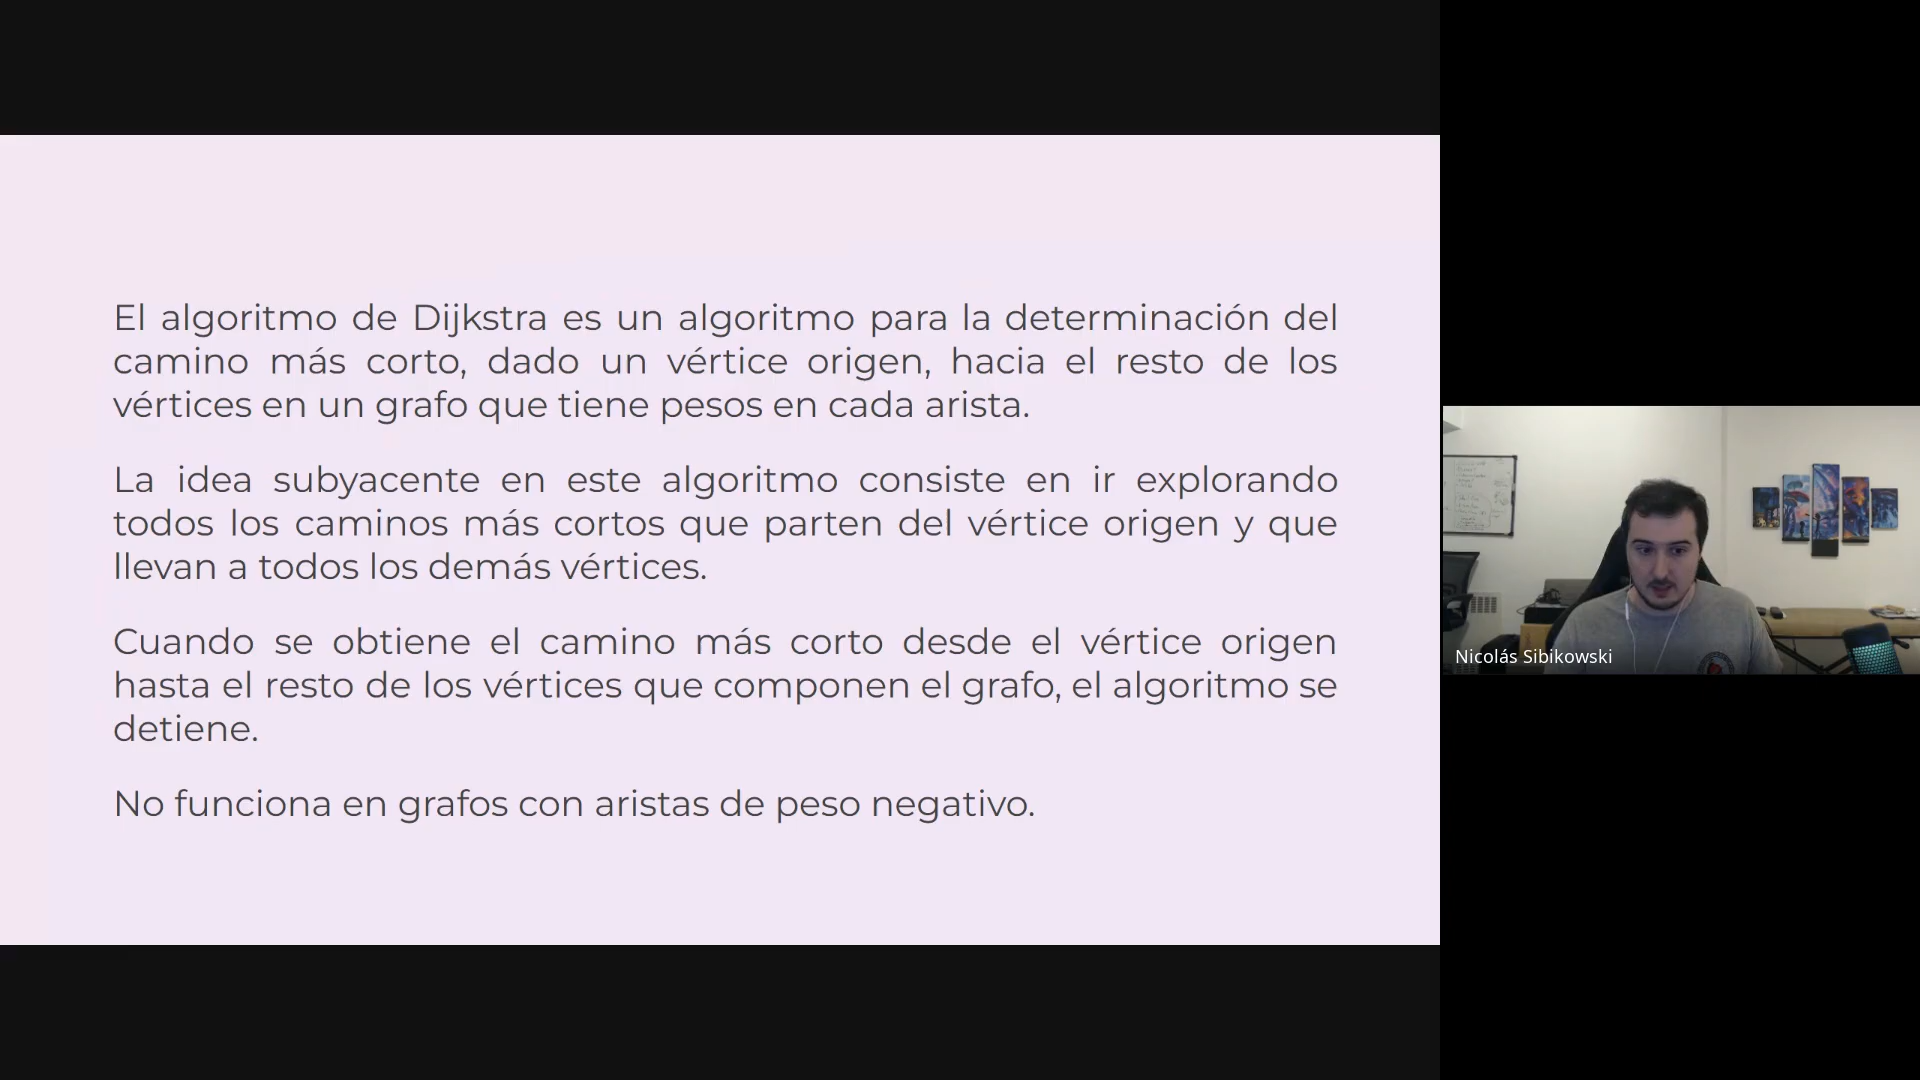 El algoritmo de Dijkstra es un algoritmo para la determinación del
camino más corto, dado un vértice origen, hacia el resto de los
vértices en un grafo que tiene pesos en cada arista.
La idea subyacente en este algoritmo consiste en ir explorando
todos los caminos más cortos que parten del vértice origen y que
llevan a todos los demás vértices.
Cuando se obtiene el camino más corto desde el vértice origen
hasta el resto de los vértices que componen el grafo, el algoritmo se
detiene.
No funciona en grafos con aristas de peso negativo.
Nicolás Sibikowski